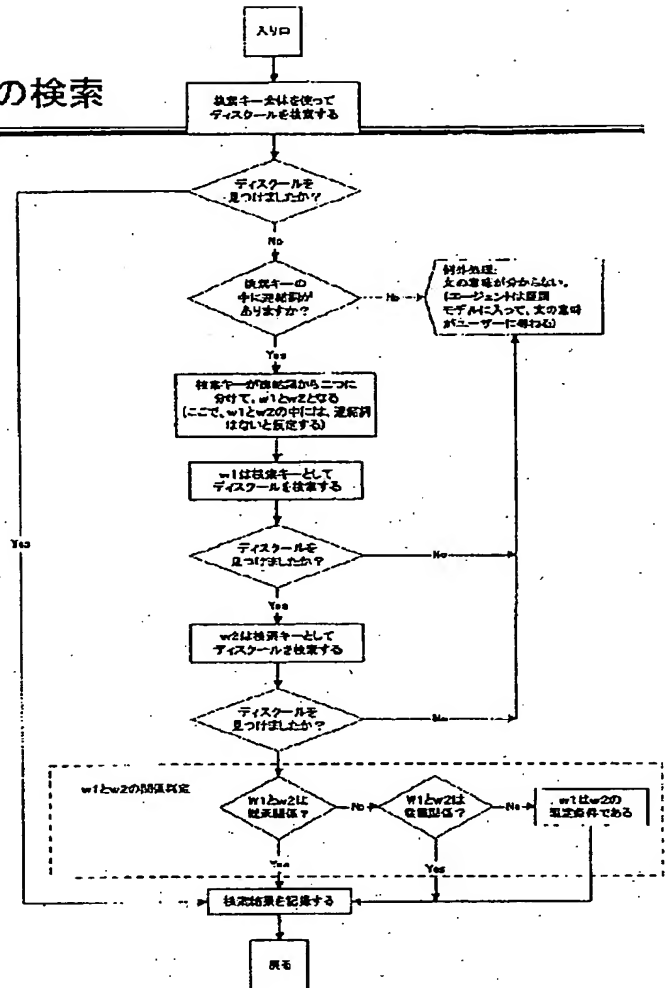 の検索
入り口
検索キー全体を使って
ディスクールを検索する
ディスクールを
見つけましたか？
No
検索キーの
中に連結詞が
ありますか？
No
例外処理:
文の意味が分からない。
(エージェントは原因
モデルに入って、文の意味
がユーザーに尋ねる)
Yes
検索キーが連結詞から二つに
分けて、w1とw2となる
(ここで、w1とw2の中には、連結詞
はないと仮定する)
w1は検索キーとして
ディスクールを検索する
Yes
ディスクールを
見つけましたか？
No
Yes
w2は検索キーとして
ディスクールを検索する
ディスクールを
見つけましたか？
No
w1とw2の関係判定
W1とw2は
関係？
No
W1とw2は
関係？
No
w1はw2の
条件である
Yes
Yes
検索結果を記録する
戻る